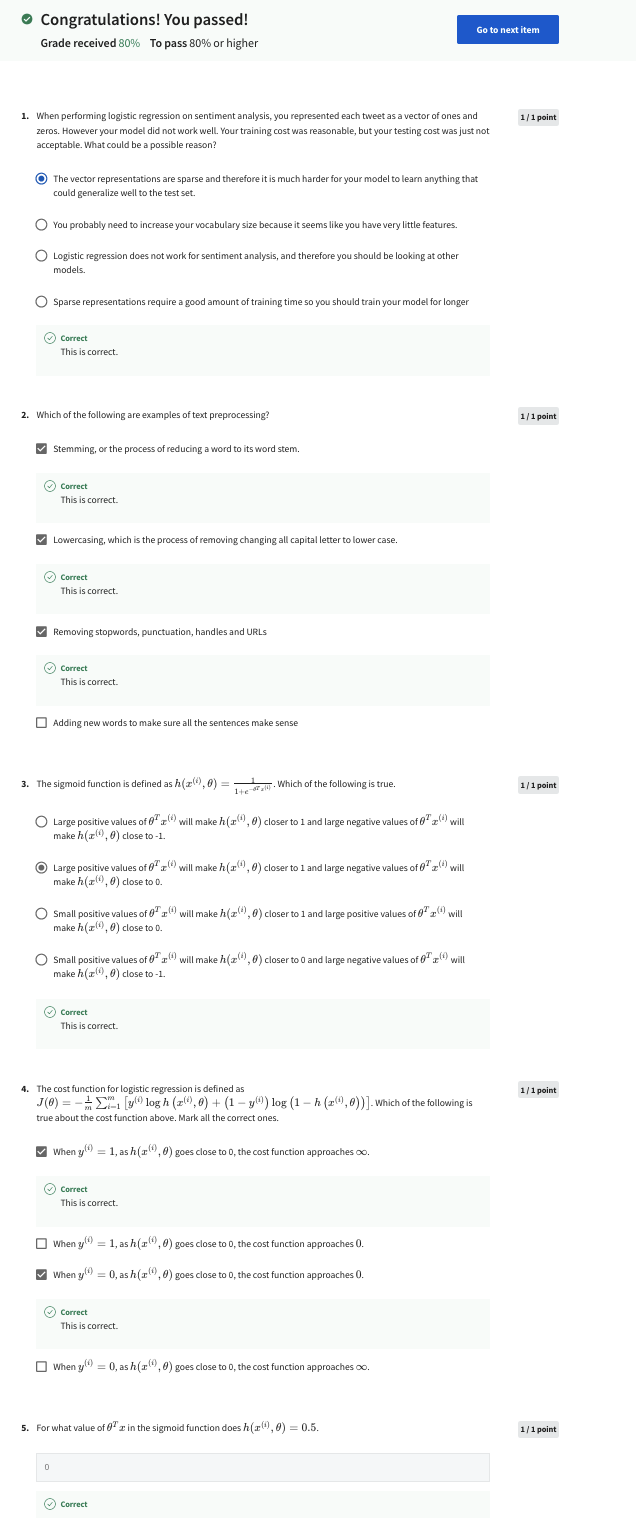 Congratulations! You passed!
Grade received 80% To pass 80% or higher
Go to next item
1. When performing logistic regression on sentiment analysis, you represented each tweet as a vector of ones and
zeros. However your model did not work well. Your training cost was reasonable, but your testing cost was just not
acceptable. What could be a possible reason?
1 / 1 point
The vector representations are sparse and therefore it is much harder for your model to learn anything that
could generalize well to the test set.
You probably need to increase your vocabulary size because it seems like you have very little features.
Logistic regression does not work for sentiment analysis, and therefore you should be looking at other
models.
Sparse representations require a good amount of training time so you should train your model for longer
Correct
This is correct.
2. Which of the following are examples of text preprocessing?
1 / 1 point
Stemming, or the process of reducing a word to its word stem.
Correct
This is correct.
Lowercasing, which is the process of removing changing all capital letter to lower case.
Correct
This is correct.
Removing stopwords, punctuation, handles and URLs
Correct
This is correct.
Adding new words to make sure all the sentences make sense
3. The sigmoid function is defined as $h(x^{(i)}, \theta) = \frac{1}{1+e^{-\theta^T x^{(i)}}}$. Which of the following is true.
1 / 1 point
Large positive values of $\theta^T x^{(i)}$ will make $h(x^{(i)}, \theta)$ closer to 1 and large negative values of $\theta^T x^{(i)}$ will
make $h(x^{(i)}, \theta)$ close to -1.
Large positive values of $\theta^T x^{(i)}$ will make $h(x^{(i)}, \theta)$ closer to 1 and large negative values of $\theta^T x^{(i)}$ will
make $h(x^{(i)}, \theta)$ close to 0.
Small positive values of $\theta^T x^{(i)}$ will make $h(x^{(i)}, \theta)$ closer to 1 and large positive values of $\theta^T x^{(i)}$ will
make $h(x^{(i)}, \theta)$ close to 0.
Small positive values of $\theta^T x^{(i)}$ will make $h(x^{(i)}, \theta)$ closer to 0 and large negative values of $\theta^T x^{(i)}$ will
make $h(x^{(i)}, \theta)$ close to -1.
Correct
This is correct.
4. The cost function for logistic regression is defined as
$J(\theta) = -\frac{1}{m} \sum_{i=1}^{m} [y^{(i)} \log h(x^{(i)}, \theta) + (1 - y^{(i)}) \log (1 - h(x^{(i)}, \theta))]$. Which of the following is
true about the cost function above. Mark all the correct ones.
1 / 1 point
When $y^{(i)} = 1$, as $h(x^{(i)}, \theta)$ goes close to 0, the cost function approaches $\infty$.
Correct
This is correct.
When $y^{(i)} = 1$, as $h(x^{(i)}, \theta)$ goes close to 0, the cost function approaches $0$.
When $y^{(i)} = 0$, as $h(x^{(i)}, \theta)$ goes close to 0, the cost function approaches $0$.
Correct
This is correct.
When $y^{(i)} = 0$, as $h(x^{(i)}, \theta)$ goes close to 0, the cost function approaches $\infty$.
5. For what value of $\theta^T x$ in the sigmoid function does $h(x^{(i)}, \theta) = 0.5$.
1 / 1 point
0
Correct